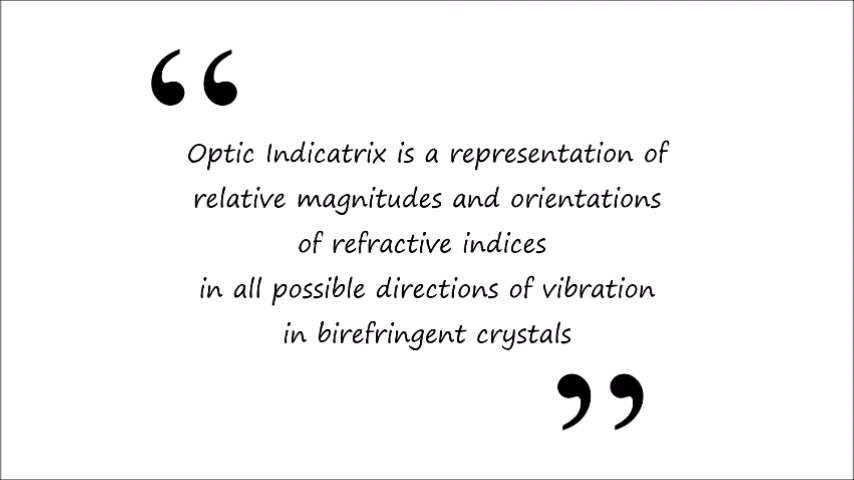 “
Optic Indicatrix is a representation of
relative magnitudes and orientations
of refractive indices
in all possible directions of vibration
in birefringent crystals
”